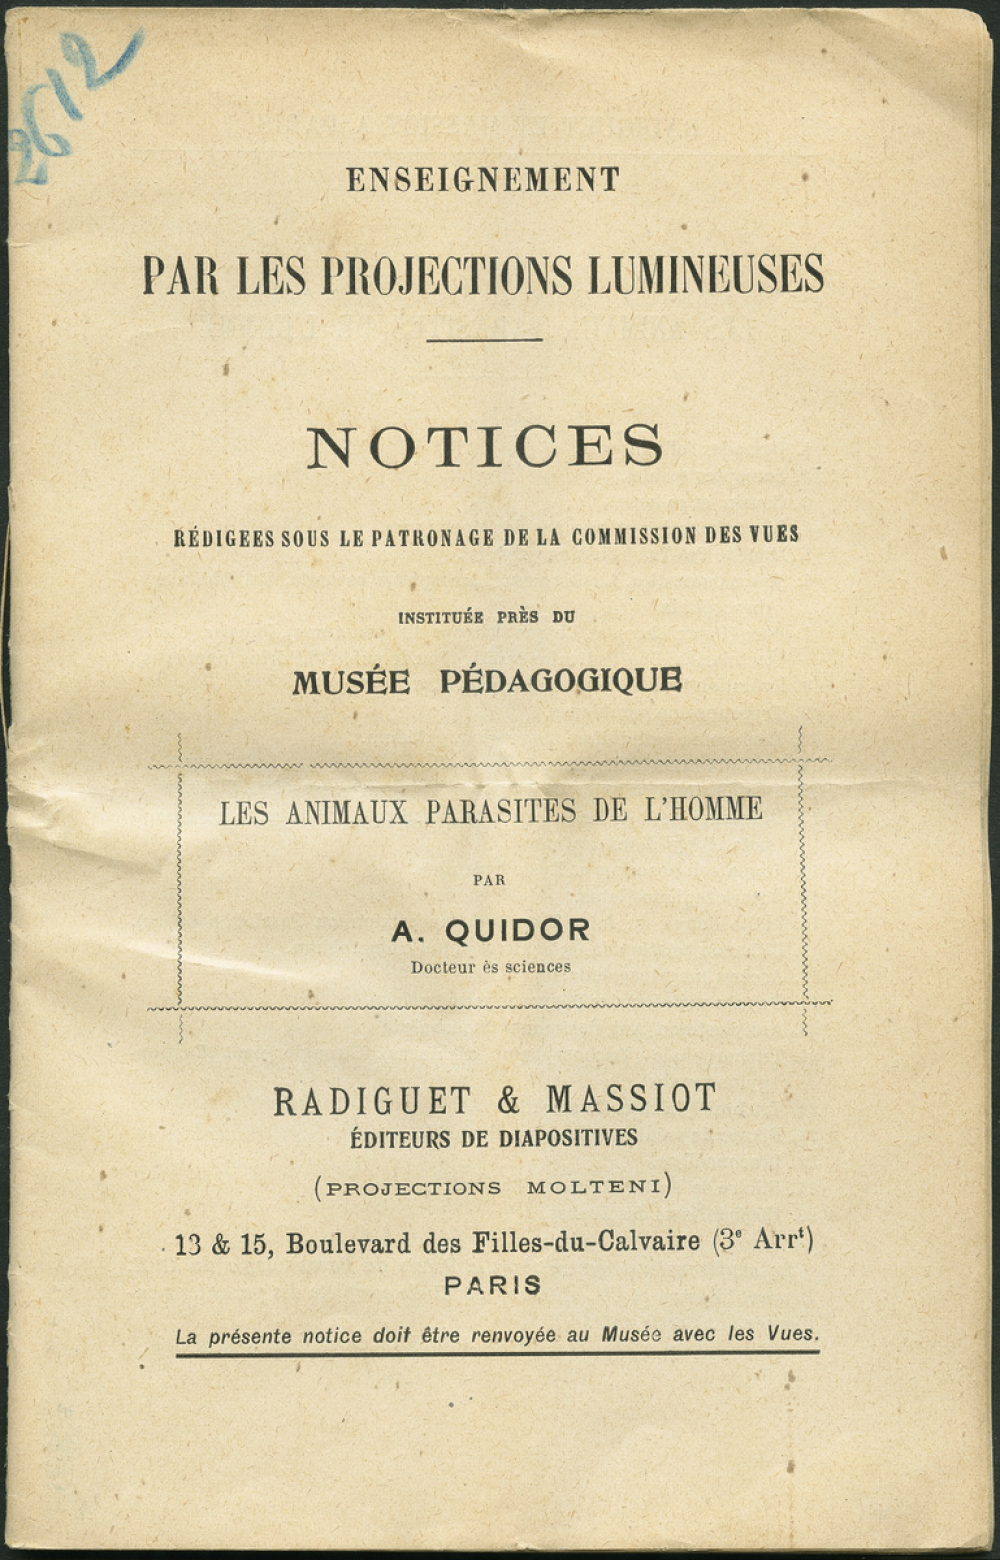 2612
ENSEIGNEMENT
PAR LES PROJECTIONS LUMINEUSES
NOTICES
RÉDIGEES SOUS LE PATRONAGE DE LA COMMISSION DES VUES
INSTITUÉE PRÈS DU
MUSÉE PÉDAGOGIQUE
LES ANIMAUX PARASITES DE L'HOMME
PAR
A. QUIDOR
Docteur ès sciences
RADIGUET & MASSIOT
ÉDITEURS DE DIAPOSITIVES
(PROJECTIONS MOLTENI)
13 & 15, Boulevard des Filles-du-Calvaire (3e Arrt)
PARIS
La présente notice doit être renvoyée au Musée avec les Vues.